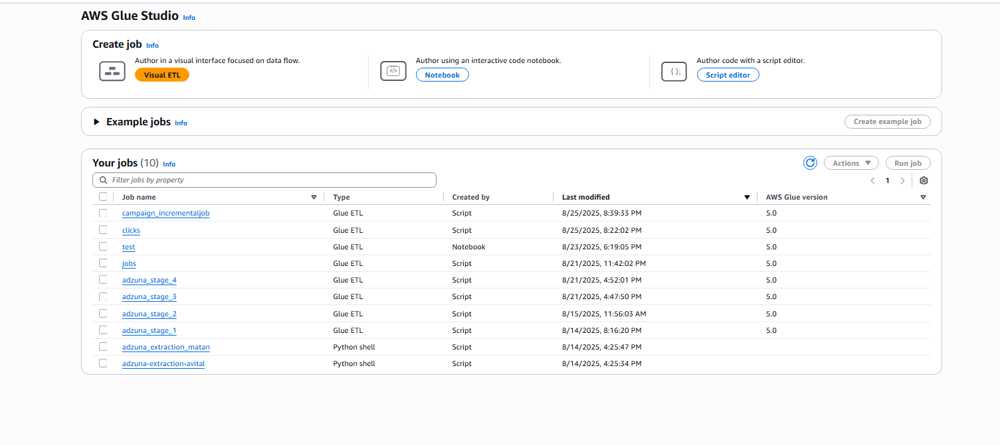 AWS Glue Studio Info
Create job Info
Author in a visual interface focused on data flow.
Visual ETL
Author using an interactive code notebook.
Notebook
Author code with a script editor.
Script editor
Example jobs Info
Create example job
Your jobs (10) Info
Actions
Run job
Filter jobs by property
1
Job name Type Created by Last modified AWS Glue version
campaign_incrementaljob Glue ETL Script 8/25/2025, 8:39:33 PM 5.0
clicks Glue ETL Script 8/25/2025, 8:22:02 PM 5.0
test Glue ETL Notebook 8/23/2025, 6:19:05 PM 5.0
jobs Glue ETL Script 8/21/2025, 11:42:02 PM 5.0
adzuna_stage_4 Glue ETL Script 8/21/2025, 4:52:01 PM 5.0
adzuna_stage_3 Glue ETL Script 8/21/2025, 4:47:50 PM 5.0
adzuna_stage_2 Glue ETL Script 8/15/2025, 11:56:03 AM 5.0
adzuna_stage_1 Glue ETL Script 8/14/2025, 8:16:20 PM 5.0
adzuna_extraction_matan Python shell Script 8/14/2025, 4:25:47 PM
adzuna-extraction-avital Python shell Script 8/14/2025, 4:25:34 PM